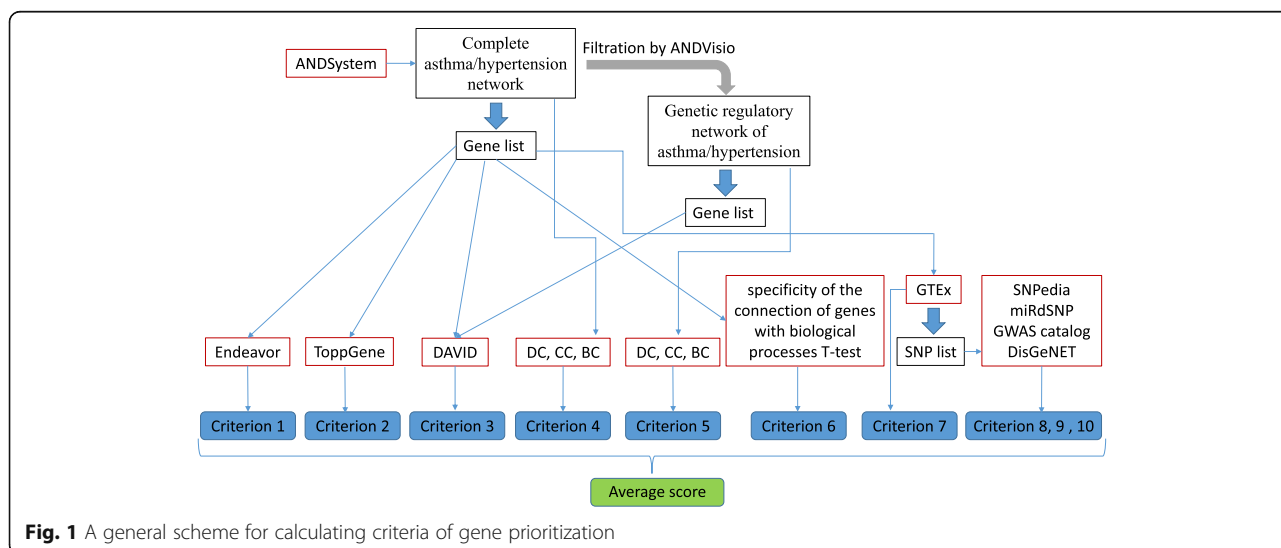 ANDSystem
Complete
asthma/hypertension
network
Filtration by ANDVisio
Genetic regulatory
network of
asthma/hypertension
Gene list
Gene list
Endeavor
ToppGene
DAVID
DC, CC, BC
DC, CC, BC
specificity of the
connection of genes
with biological
processes T-test
GTEx
SNP list
SNPedia
miRdSNP
GWAS catalog
DisGeNET
Criterion 1
Criterion 2
Criterion 3
Criterion 4
Criterion 5
Criterion 6
Criterion 7
Criterion 8, 9 , 10
Average score
Fig. 1 A general scheme for calculating criteria of gene prioritization